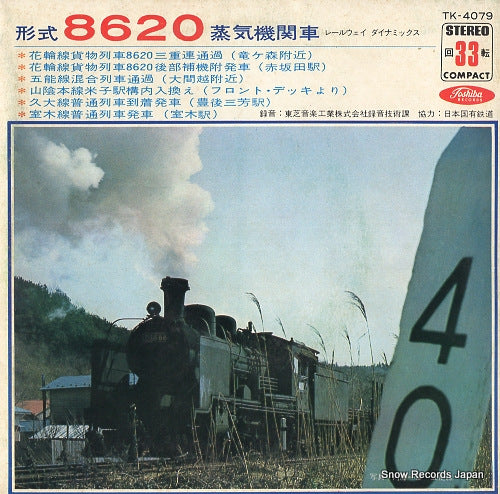 形式 8620 蒸気機関車 レールウェイ ダイナミックス
TK-4079
STEREO
回33転
COMPACT
Toshiba
RECORDS
*花輪線貨物列車8620三重連通過(竜ケ森附近)
*花輪線貨物列車8620後部補機附発車(赤坂田駅)
*五能線混合列車通過(大間越附近)
*山陰本線米子駅構内入換え(フロント・デッキより)
*久大線普通列車到着発車(豊後三芳駅)
*室木線普通列車発車(室木駅)
録音:東芝音楽工業株式会社録音技術課 協力:日本国有鉄道
40
Snow Records Japan